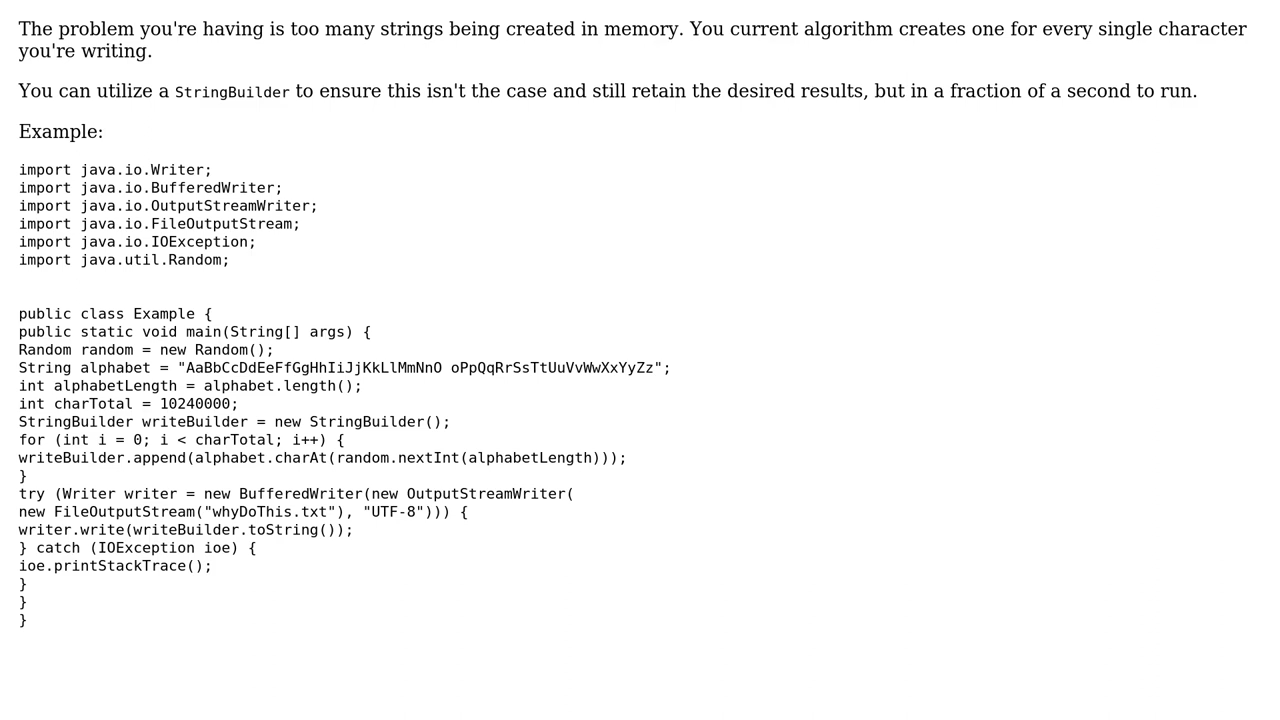 The problem you're having is too many strings being created in memory. You current algorithm creates one for every single character
you're writing.
You can utilize a StringBuilder to ensure this isn't the case and still retain the desired results, but in a fraction of a second to run.
Example:
import java.io.Writer;
import java.io.BufferedWriter;
import java.io.OutputStreamWriter;
import java.io.FileOutputStream;
import java.io.IOException;
import java.util.Random;
public class Example {
public static void main(String[] args) {
Random random = new Random();
String alphabet = "AaBbCcDdEeFfGgHhIiJjKkLlMmNnO oPpQqRrSsTtUuVvWwXxYyZz";
int alphabetLength = alphabet.length();
int charTotal = 10240000;
StringBuilder writeBuilder = new StringBuilder();
for (int i = 0; i < charTotal; i++) {
writeBuilder.append(alphabet.charAt(random.nextInt(alphabetLength)));
}
try (Writer writer = new BufferedWriter(new OutputStreamWriter(
new FileOutputStream("whyDoThis.txt"), "UTF-8"))) {
writer.write(writeBuilder.toString());
} catch (IOException ioe) {
ioe.printStackTrace();
}
}
}